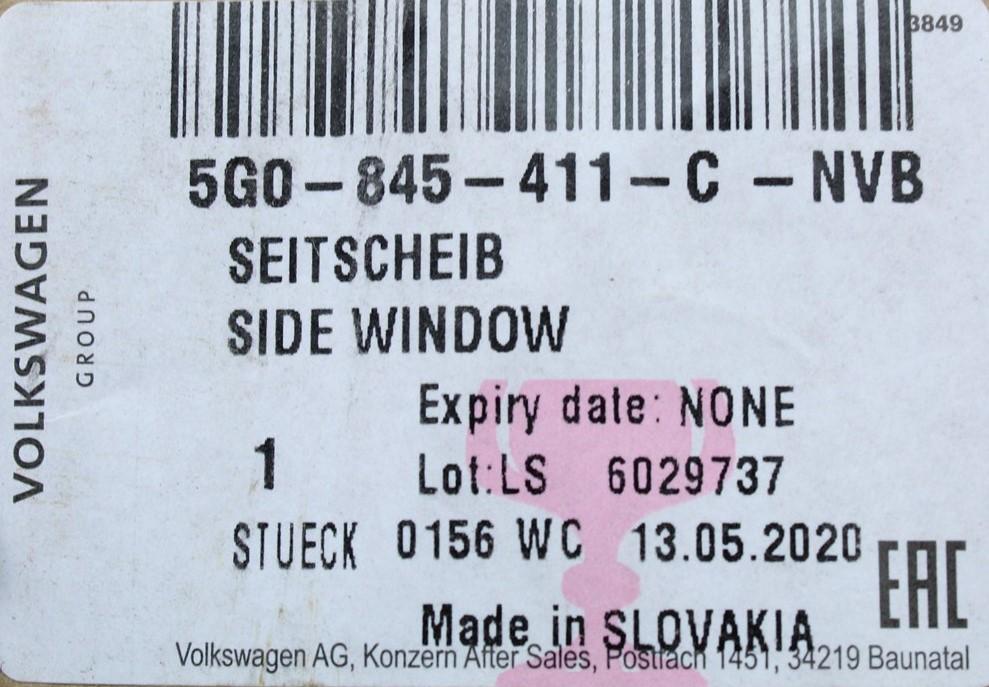 3849
5G0-845-411-C -NVB
SEITSCHEIB
SIDE WINDOW
Expiry date: NONE
1
Lot:LS 6029737
STUECK 0156 WC 13.05.2020
EAC
Made in SLOVAKIA
Volkswagen AG, Konzern After Sales, Postfach 1451, 34219 Baunatal
VOLKSWAGEN
GROUP